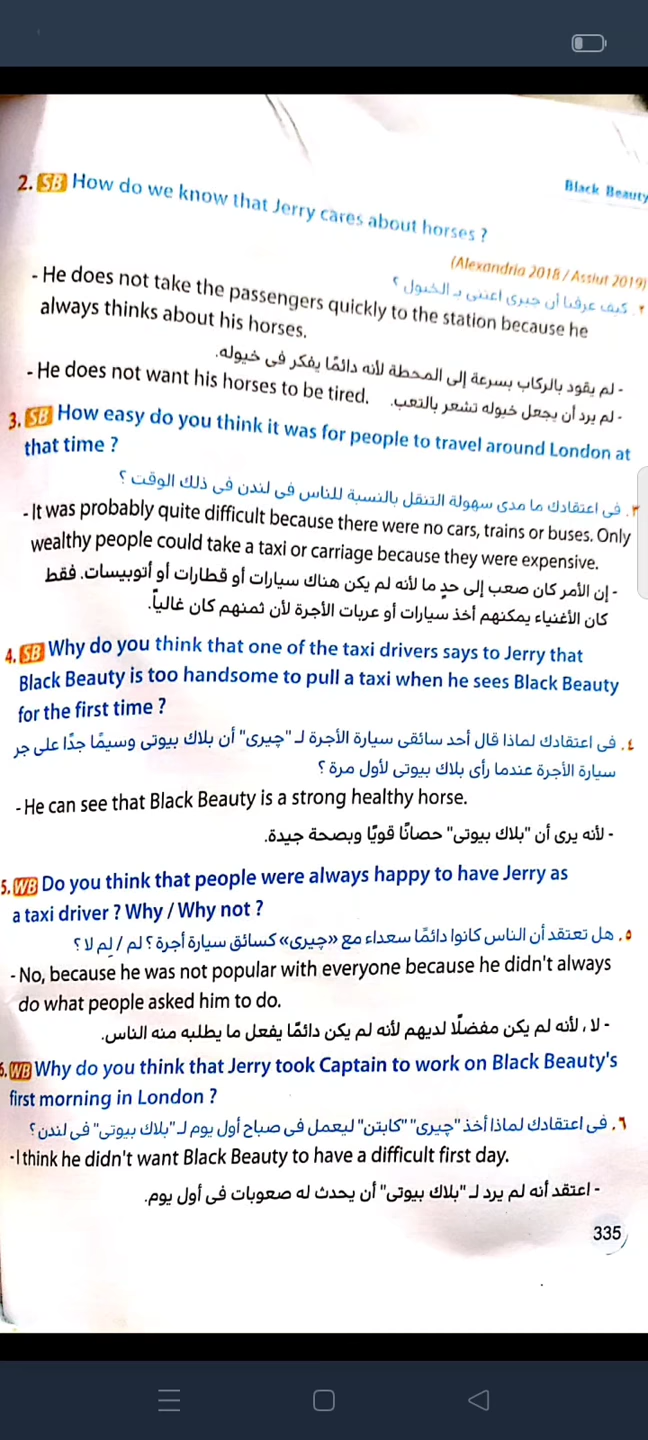 Black Beauty
2. SB How do we know that Jerry cares about horses ?
(Alexandria 2018 / Assiut 2019)
٢. كيف عرفنا أن جيرى اعتنى بـ الخيول ؟
- He does not take the passengers quickly to the station because he
always thinks about his horses.
- لم يقود بالركاب بسرعة إلى المحطة لأنه دائمًا يفكر فى خيوله.
- He does not want his horses to be tired.
- لم يرد أن يجعل خيوله تشعر بالتعب.
3. SB How easy do you think it was for people to travel around London at
that time ?
٣. فى اعتقادك ما مدى سهولة التنقل بالنسبة للناس فى لندن فى ذلك الوقت ؟
- It was probably quite difficult because there were no cars, trains or buses. Only
wealthy people could take a taxi or carriage because they were expensive.
- إن الأمر كان صعب إلى حدٍ ما لأنه لم يكن هناك سيارات أو قطارات أو أتوبيسات. فقط
كان الأغنياء يمكنهم أخذ سيارات أو عربات الأجرة لأن ثمنهم كان غالياً.
4. SB Why do you think that one of the taxi drivers says to Jerry that
Black Beauty is too handsome to pull a taxi when he sees Black Beauty
for the first time ?
٤. فى اعتقادك لماذا قال أحد سائقى سيارة الأجرة لـ "چيرى" أن بلاك بيوتى وسيمًا جدًا على جر
سيارة الأجرة عندما رأى بلاك بيوتى لأول مرة ؟
- He can see that Black Beauty is a strong healthy horse.
- لأنه يرى أن "بلاك بيوتى" حصانًا قويًا وبصحة جيدة.
5. WB Do you think that people were always happy to have Jerry as
a taxi driver ? Why / Why not ?
٥. هل تعتقد أن الناس كانوا دائمًا سعداء مع «چيرى» كسائق سيارة أجرة ؟ لم / لِم لا ؟
- No, because he was not popular with everyone because he didn't always
do what people asked him to do.
- لا ، لأنه لم يكن مفضلًا لديهم لأنه لم يكن دائمًا يفعل ما يطلبه منه الناس.
6. WB Why do you think that Jerry took Captain to work on Black Beauty's
first morning in London ?
٦. فى اعتقادك لماذا أخذ "چيرى" "كابتن" ليعمل فى صباح أول يوم لـ "بلاك بيوتى" فى لندن ؟
- I think he didn't want Black Beauty to have a difficult first day.
- اعتقد أنه لم يرد لـ "بلاك بيوتى" أن يحدث له صعوبات فى أول يوم.
335